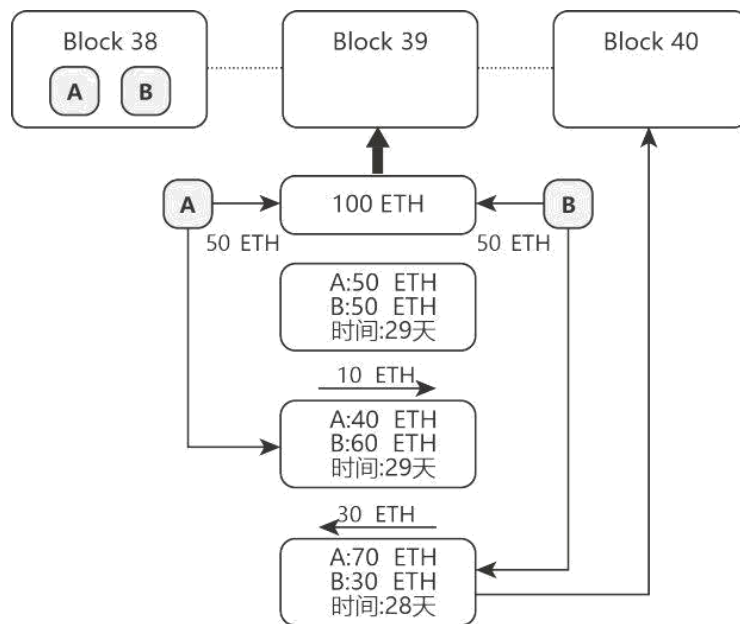 Block 38
Block 39
Block 40
A
B
A
100 ETH
B
50 ETH
50 ETH
A:50 ETH
B:50 ETH
时间:29天
10 ETH
A:40 ETH
B:60 ETH
时间:29天
30 ETH
A:70 ETH
B:30 ETH
时间:28天